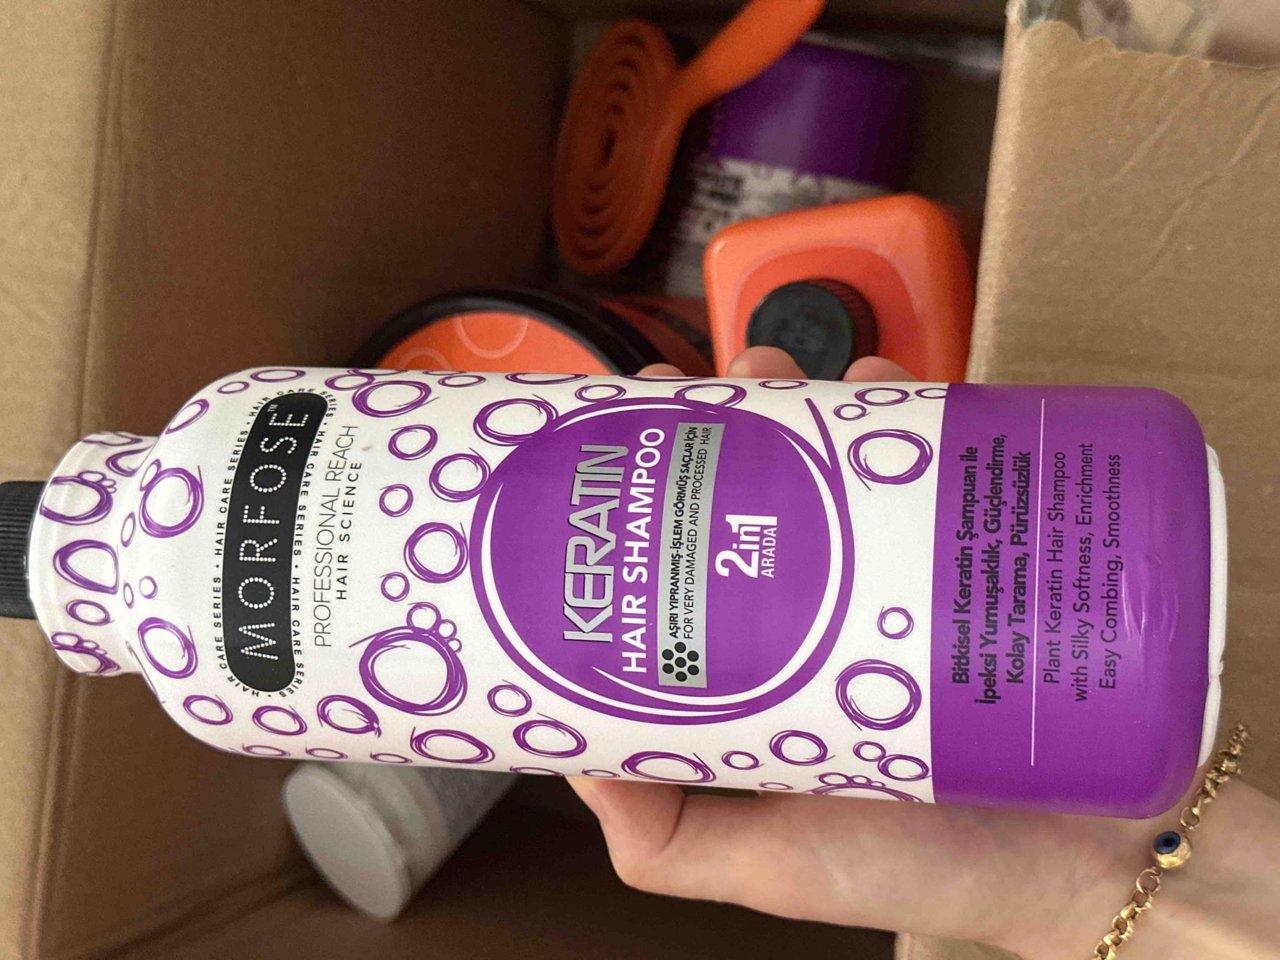 HAIR CARE SERIES • HAIR CARE SERIES • HAIR CARE SERIES • HAIR CARE SERIES • HAIR CARE SERIES
MORFOSE™
PROFESSIONAL REACH
HAIR SCIENCE
KERATIN
HAIR SHAMPOO
AŞIRI YIPRANMIŞ-İŞLEM GÖRMÜŞ SAÇLAR İÇİN
FOR VERY DAMAGED AND PROCESSED HAIR
2in1
ARADA
Bitkisel Keratin Şampuan ile
İpeksi Yumuşaklık, Güçlendirme,
Kolay Tarama, Pürüzsüzlük
Plant Keratin Hair Shampoo
with Silky Softness, Enrichment
Easy Combing, Smoothness